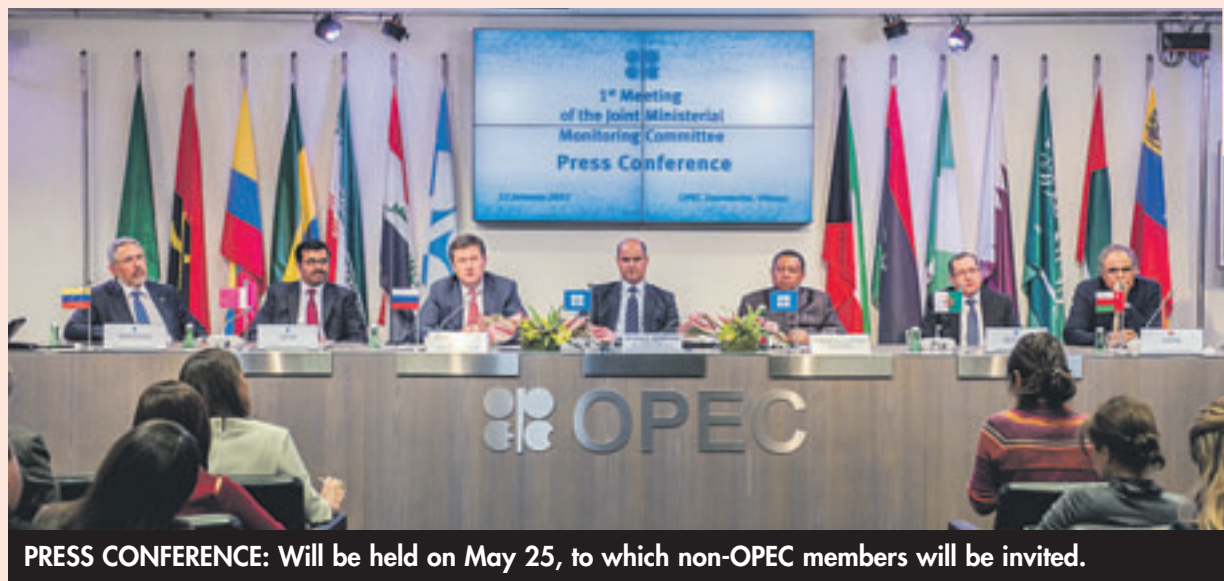 1st Meeting
of the Joint Ministerial
Monitoring Committee
Press Conference
OPEC
PRESS CONFERENCE: Will be held on May 25, to which non-OPEC members will be invited.